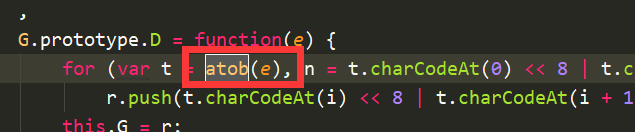 ,
G.prototype.D = function(e) {
for (var t = atob(e), n = t.charCodeAt(0) << 8 | t.c
r.push(t.charCodeAt(i) << 8 | t.charCodeAt(i + 1
this.G = r;